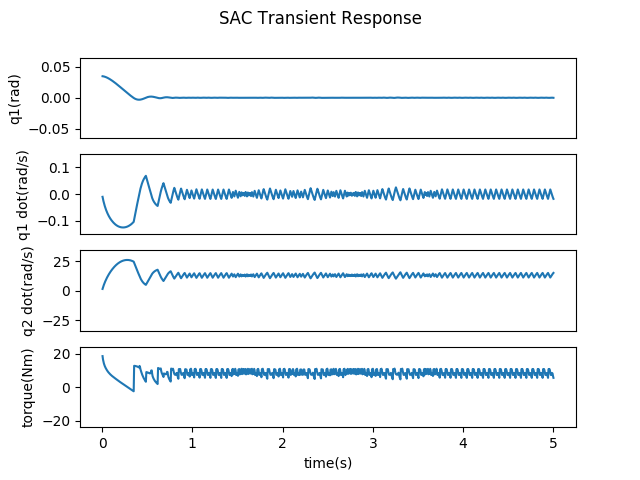 SAC Transient Response
q1(rad)
0.05
0.00
−0.05
q1 dot(rad/s)
0.1
0.0
−0.1
q2 dot(rad/s)
25
0
−25
torque(Nm)
20
0
−20
0 1 2 3 4 5
time(s)